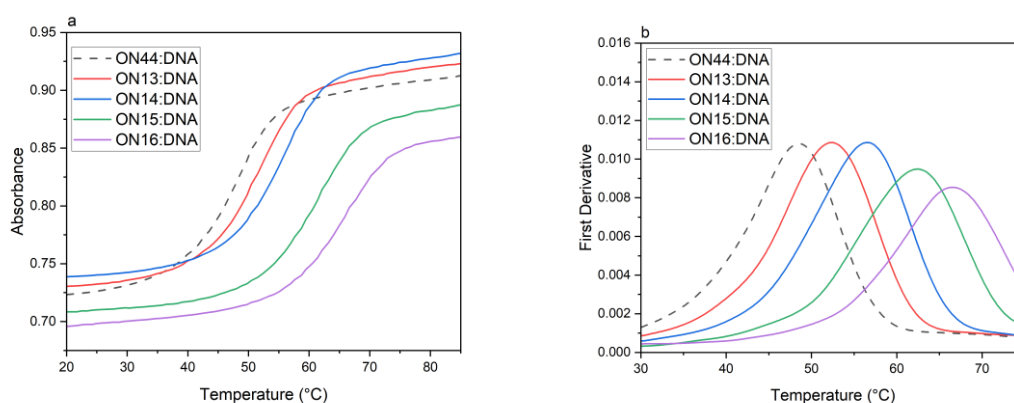 a
0.95
0.90
0.85
0.80
0.75
0.70
Absorbance
ON44:DNA
ON13:DNA
ON14:DNA
ON15:DNA
ON16:DNA
20 30 40 50 60 70 80
Temperature (°C)
b
0.016
0.014
0.012
0.010
0.008
0.006
0.004
0.002
0.000
First Derivative
ON44:DNA
ON13:DNA
ON14:DNA
ON15:DNA
ON16:DNA
30 40 50 60 70
Temperature (°C)